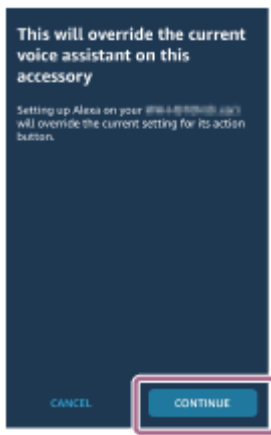 This will override the current
voice assistant on this
accessory
Setting up Alexa on your
will override the current setting for its action
button.
CANCEL
CONTINUE